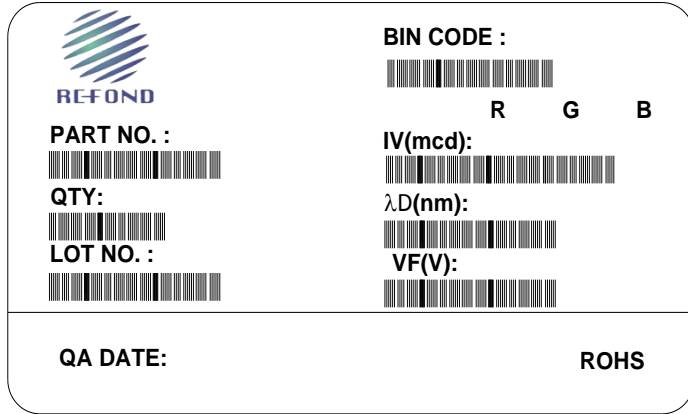 REFOND
PART NO. :
QTY:
LOT NO. :
BIN CODE :
R G B
IV(mcd):
λD(nm):
VF(V):
QA DATE:
ROHS